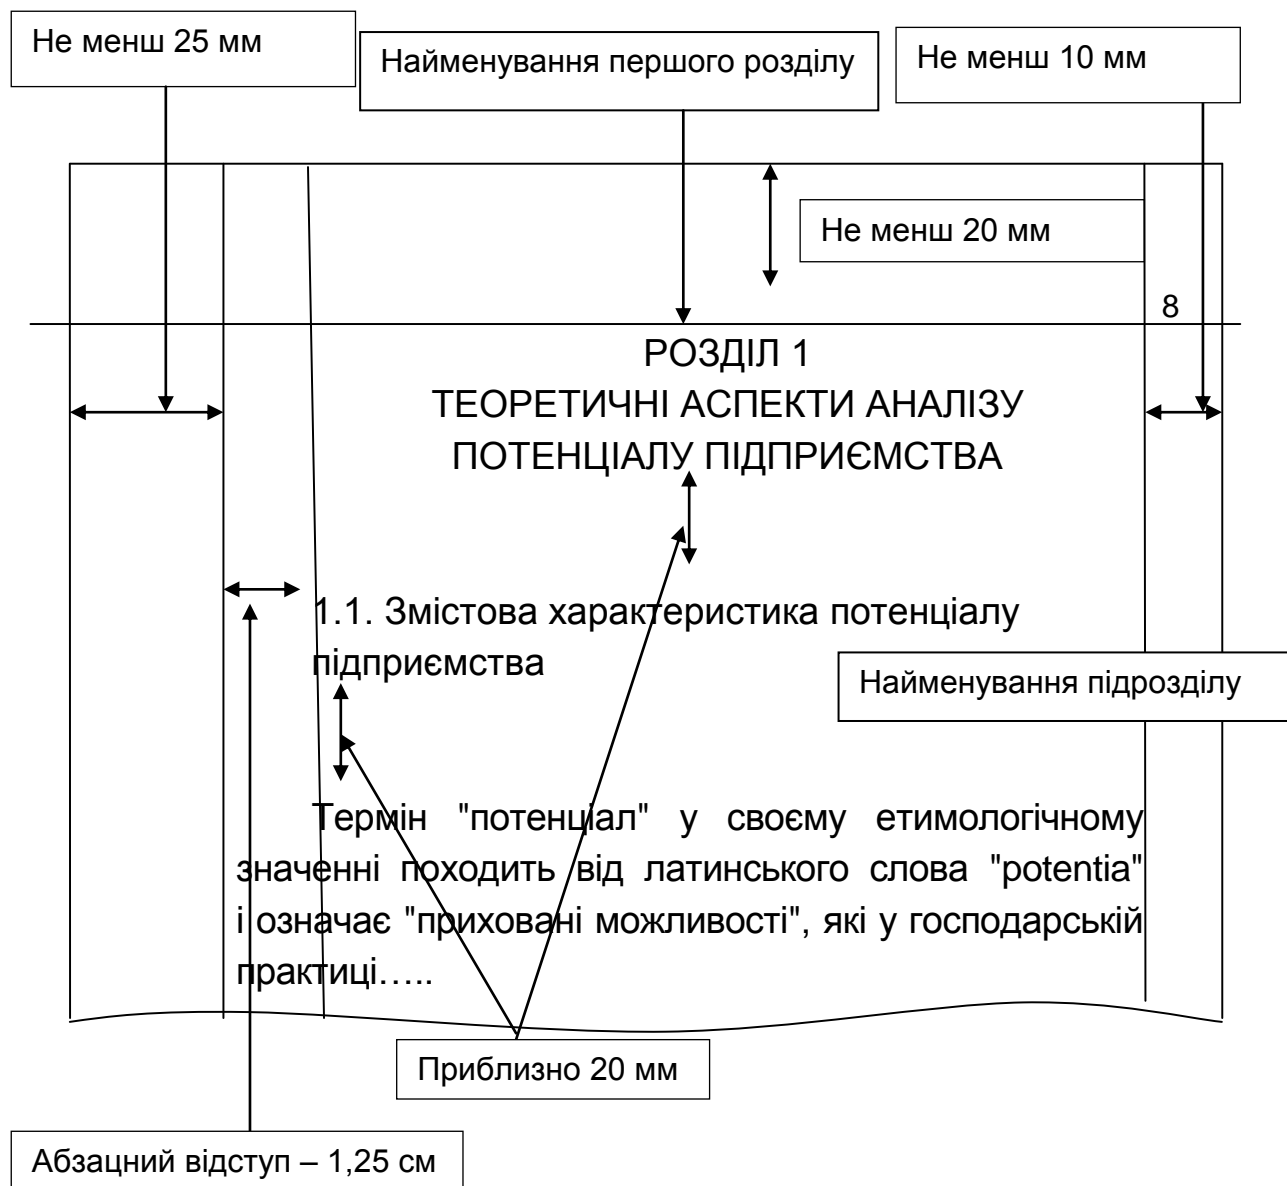 Не менш 25 мм
Найменування першого розділу
Не менш 10 мм
Не менш 20 мм
8
РОЗДІЛ 1
ТЕОРЕТИЧНІ АСПЕКТИ АНАЛІЗУ
ПОТЕНЦІАЛУ ПІДПРИЄМСТВА
1.1. Змістова характеристика потенціалу
підприємства
Найменування підрозділу
Термін "потенціал" у своєму етимологічному
значенні походить від латинського слова "potentia"
і означає "приховані можливості", які у господарській
практиці…..
Приблизно 20 мм
Абзацний відступ – 1,25 см